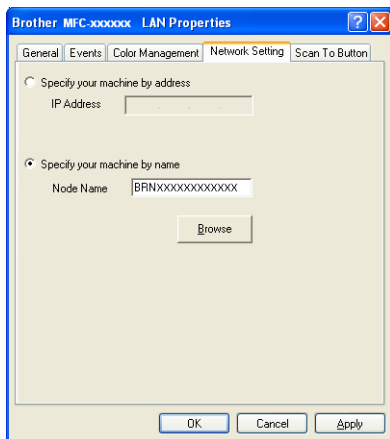 Brother MFC-xxxxxx LAN Properties
General Events Color Management Network Setting Scan To Button
Specify your machine by address
IP Address . . .
Specify your machine by name
Node Name BRNXXXXXXXXXXXX
Browse
OK Cancel Apply